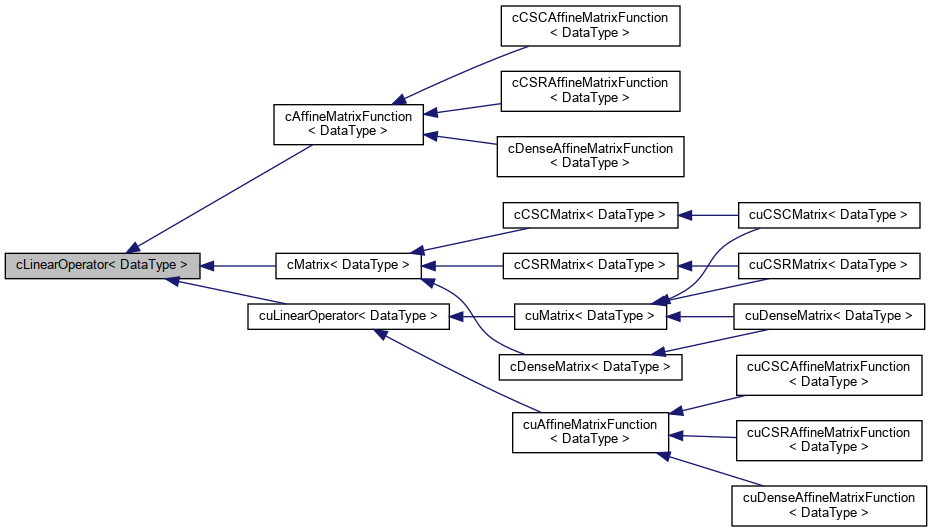 cCSCAffineMatrixFunction
< DataType >
cCSRAffineMatrixFunction
< DataType >
cAffineMatrixFunction
< DataType >
cDenseAffineMatrixFunction
< DataType >
cCSCMatrix< DataType >
cuCSCMatrix< DataType >
cLinearOperator< DataType >
cMatrix< DataType >
cCSRMatrix< DataType >
cuCSRMatrix< DataType >
cuLinearOperator< DataType >
cuMatrix< DataType >
cuDenseMatrix< DataType >
cDenseMatrix< DataType >
cuCSCAffineMatrixFunction
< DataType >
cuAffineMatrixFunction
< DataType >
cuCSRAffineMatrixFunction
< DataType >
cuDenseAffineMatrixFunction
< DataType >